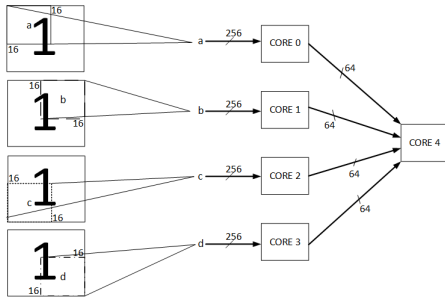 a 1 16 16 a 256 CORE 0 64
16 1 b 16 b 256 CORE 1 64
CORE 4
16 1 c 16 c 256 CORE 2 64
1 16 16 d d 256 CORE 3 64